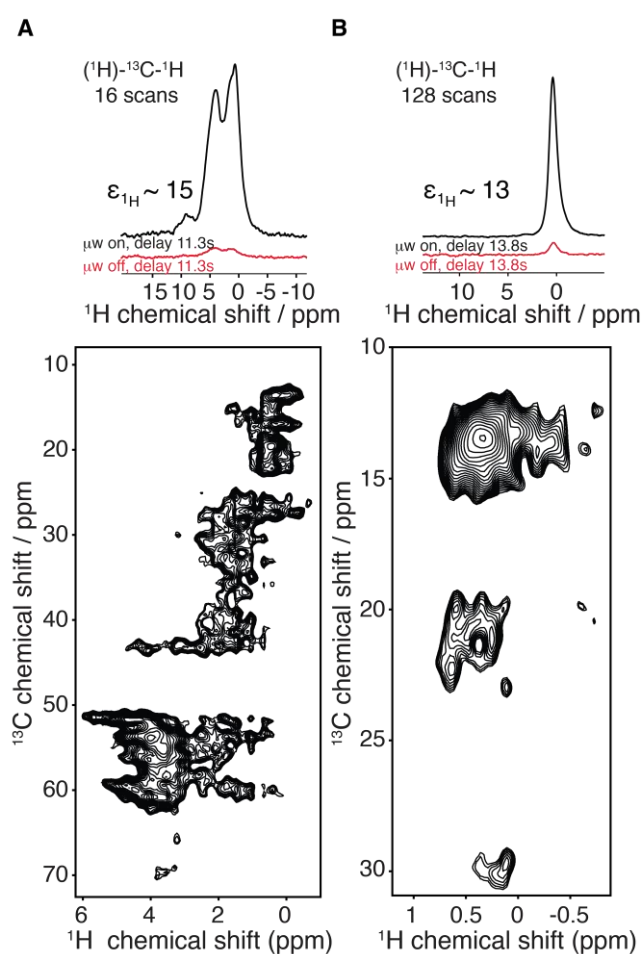 A
(¹H)-¹³C-¹H
16 scans
ε₁H ~ 15
μw on, delay 11.3s
μw off, delay 11.3s
15 10 5 0 -5 -10
¹H chemical shift / ppm
10
20
30
40
50
60
70
¹³C chemical shift / ppm
6 4 2 0
¹H chemical shift (ppm)
B
(¹H)-¹³C-¹H
128 scans
ε₁H ~ 13
μw on, delay 13.8s
μw off, delay 13.8s
10 5 0
¹H chemical shift / ppm
10
15
20
25
30
¹³C chemical shift / ppm
1 0.5 0 -0.5
¹H chemical shift (ppm)